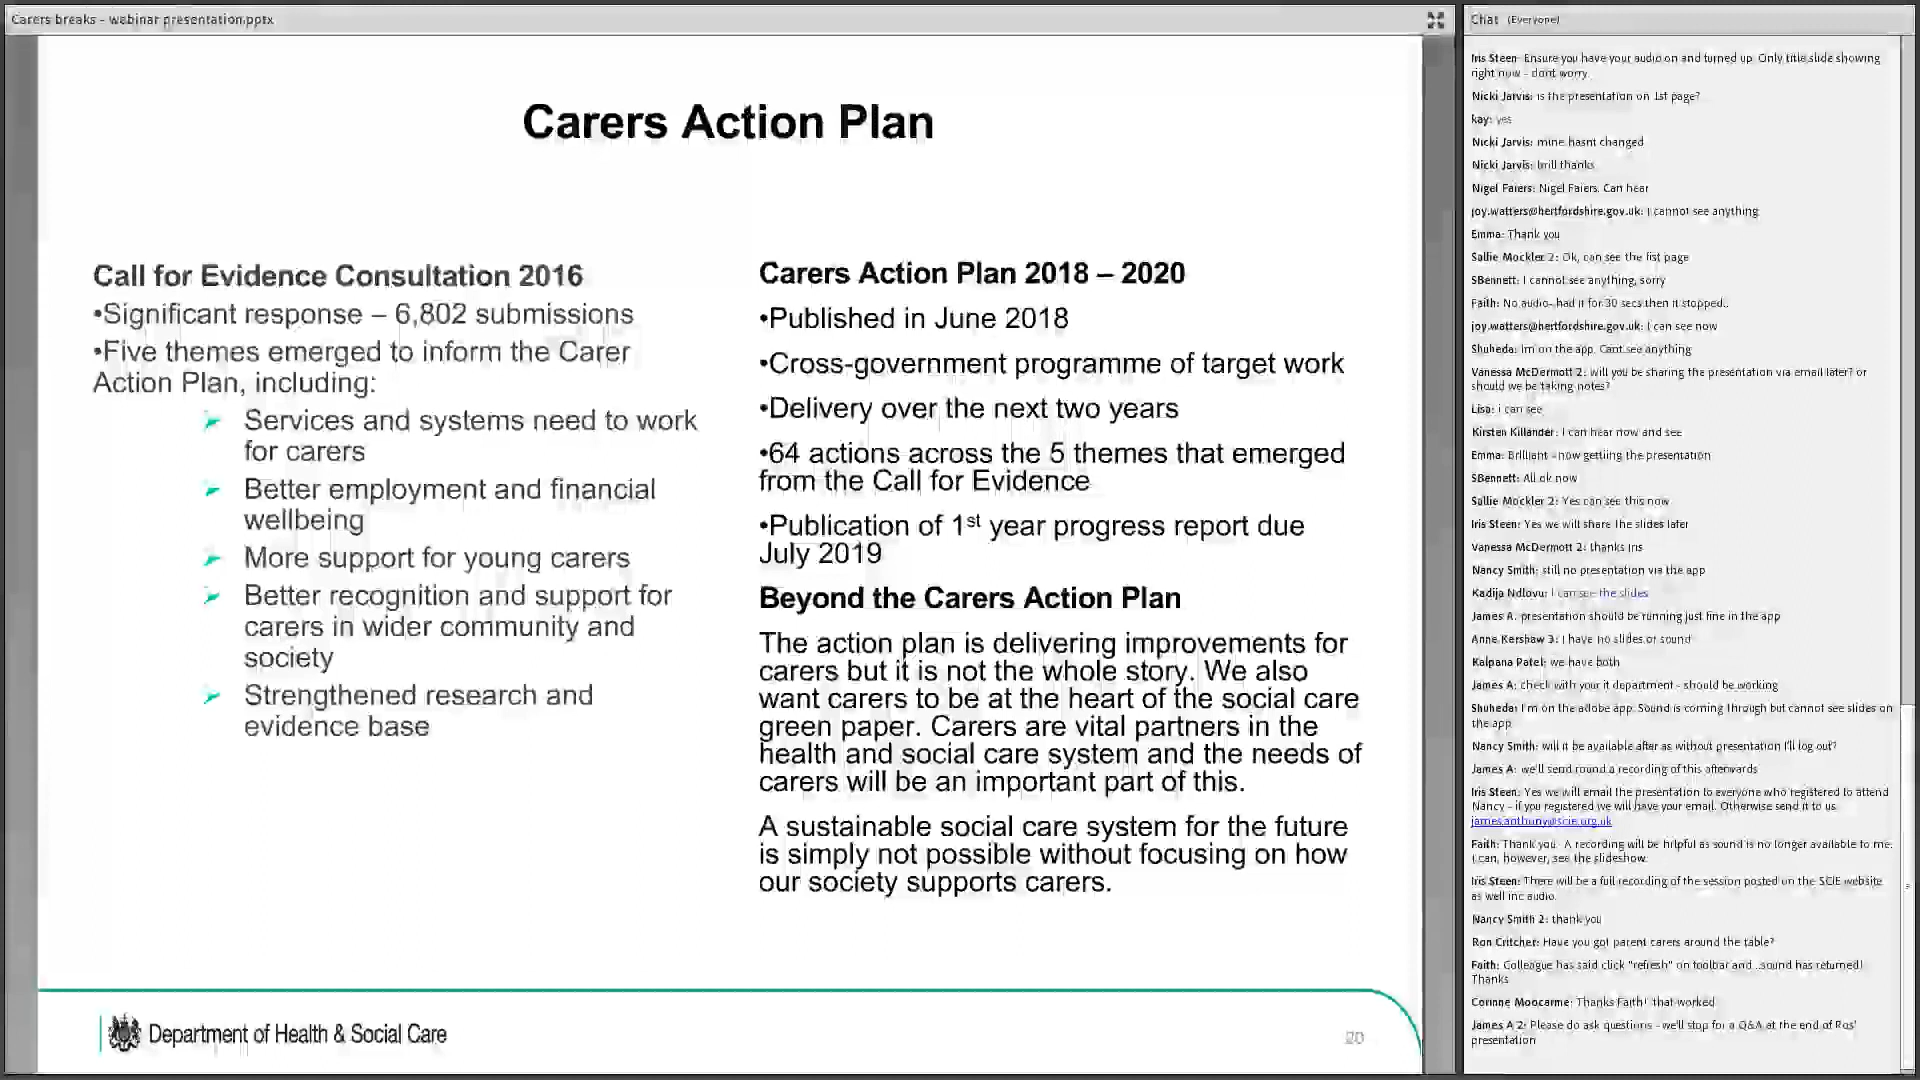 Carers breaks - webinar presentation.pptx
Carers Action Plan
Call for Evidence Consultation 2016
•Significant response – 6,802 submissions
•Five themes emerged to inform the Carer
Action Plan, including:
Services and systems need to work
for carers
Better employment and financial
wellbeing
More support for young carers
Better recognition and support for
carers in wider community and
society
Strengthened research and
evidence base
Carers Action Plan 2018 – 2020
•Published in June 2018
•Cross-government programme of target work
•Delivery over the next two years
•64 actions across the 5 themes that emerged
from the Call for Evidence
•Publication of 1st year progress report due
July 2019
Beyond the Carers Action Plan
The action plan is delivering improvements for
carers but it is not the whole story. We also
want carers to be at the heart of the social care
green paper. Carers are vital partners in the
health and social care system and the needs of
carers will be an important part of this.
A sustainable social care system for the future
is simply not possible without focusing on how
our society supports carers.
Department of Health & Social Care
20
Chat (Everyone)
Iris Steen: Ensure you have your audio on and turned up. Only title slide showing
right now - dont worry.
Nicki Jarvis: is the presentation on 1st page?
kay: yes
Nicki Jarvis: mine hasnt changed
Nicki Jarvis: brill thanks
Nigel Faiers: Nigel Faiers. Can hear
joy.watters@hertfordshire.gov.uk: I cannot see anything
Emma: Thank you
Sallie Mockler 2: Ok, can see the fist page
SBennett: I cannot see anything, sorry
Faith: No audio- had it for 30 secs then it stopped..
joy.watters@hertfordshire.gov.uk: I can see now
Shuheda: Im on the app. Cant see anything
Vanessa McDermott 2: will you be sharing the presentation via email later? or
should we be taking notes?
Lisa: i can see
Kirsten Killander: I can hear now and see
Emma: Brilliant - now getting the presentation
SBennett: All ok now
Sallie Mockler 2: Yes can see this now
Iris Steen: Yes we will share the slides later
Vanessa McDermott 2: thanks Iris
Nancy Smith: still no presentation via the app
Kadija Ndlovu: I can see the slides
James A: presentation should be running just fine in the app
Anne Kershaw 3: I have no slides or sound
Kalpana Patel: we have both
James A: check with your it department - should be working
Shuheda: I'm on the adobe app. Sound is coming through but cannot see slides on
the app
Nancy Smith: will it be available after as without presentation I'll log out?
James A: we'll send round a recording of this afterwards
Iris Steen: Yes we will email the presentation to everyone who registered to attend
Nancy - if you registered we will have your email. Otherwise send it to us
james.anthony@scie.org.uk
Faith: Thank you. A recording will be helpful as sound is no longer available to me.
I can, however, see the slideshow.
Iris Steen: There will be a full recording of the session posted on the SCIE website
as well inc audio.
Nancy Smith 2: thank you
Ron Critcher: Have you got parent carers around the table?
Faith: Colleague has said click "refresh" on toolbar and ..sound has returned!
Thanks
Corinne Moocarme: Thanks Faith! that worked
James A 2: Please do ask questions - we'll stop for a Q&A at the end of Ros'
presentation